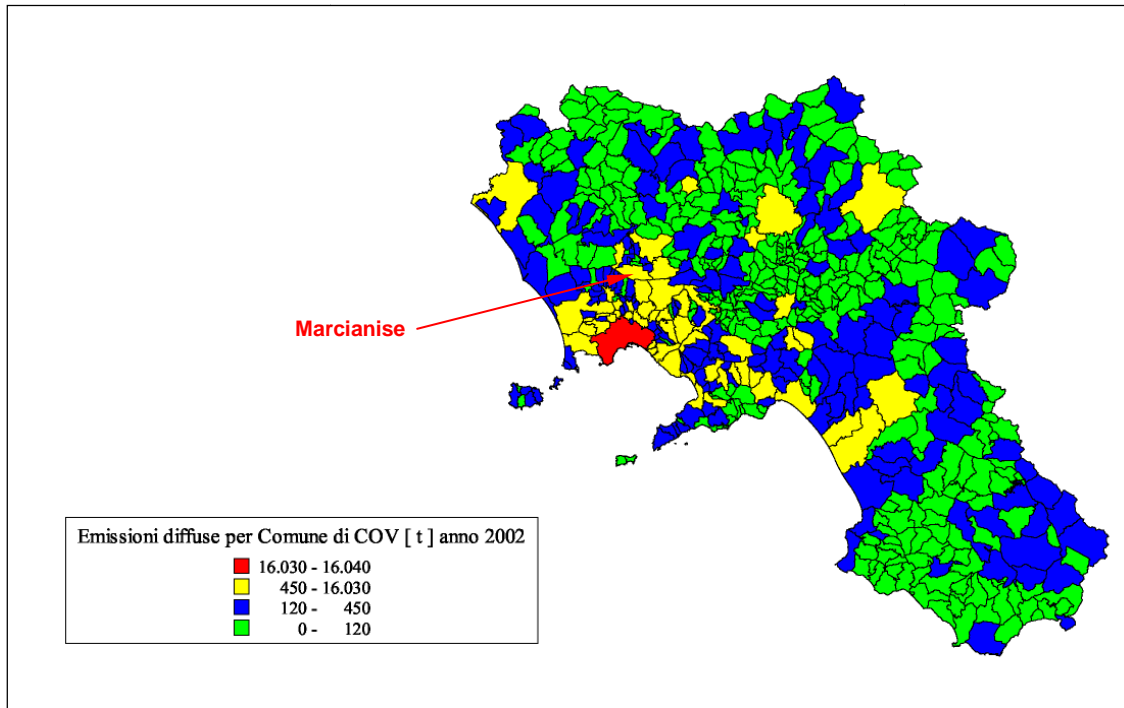 Marcianise
Emissioni diffuse per Comune di COV [ t ] anno 2002
16.030 - 16.040
450 - 16.030
120 - 450
0 - 120